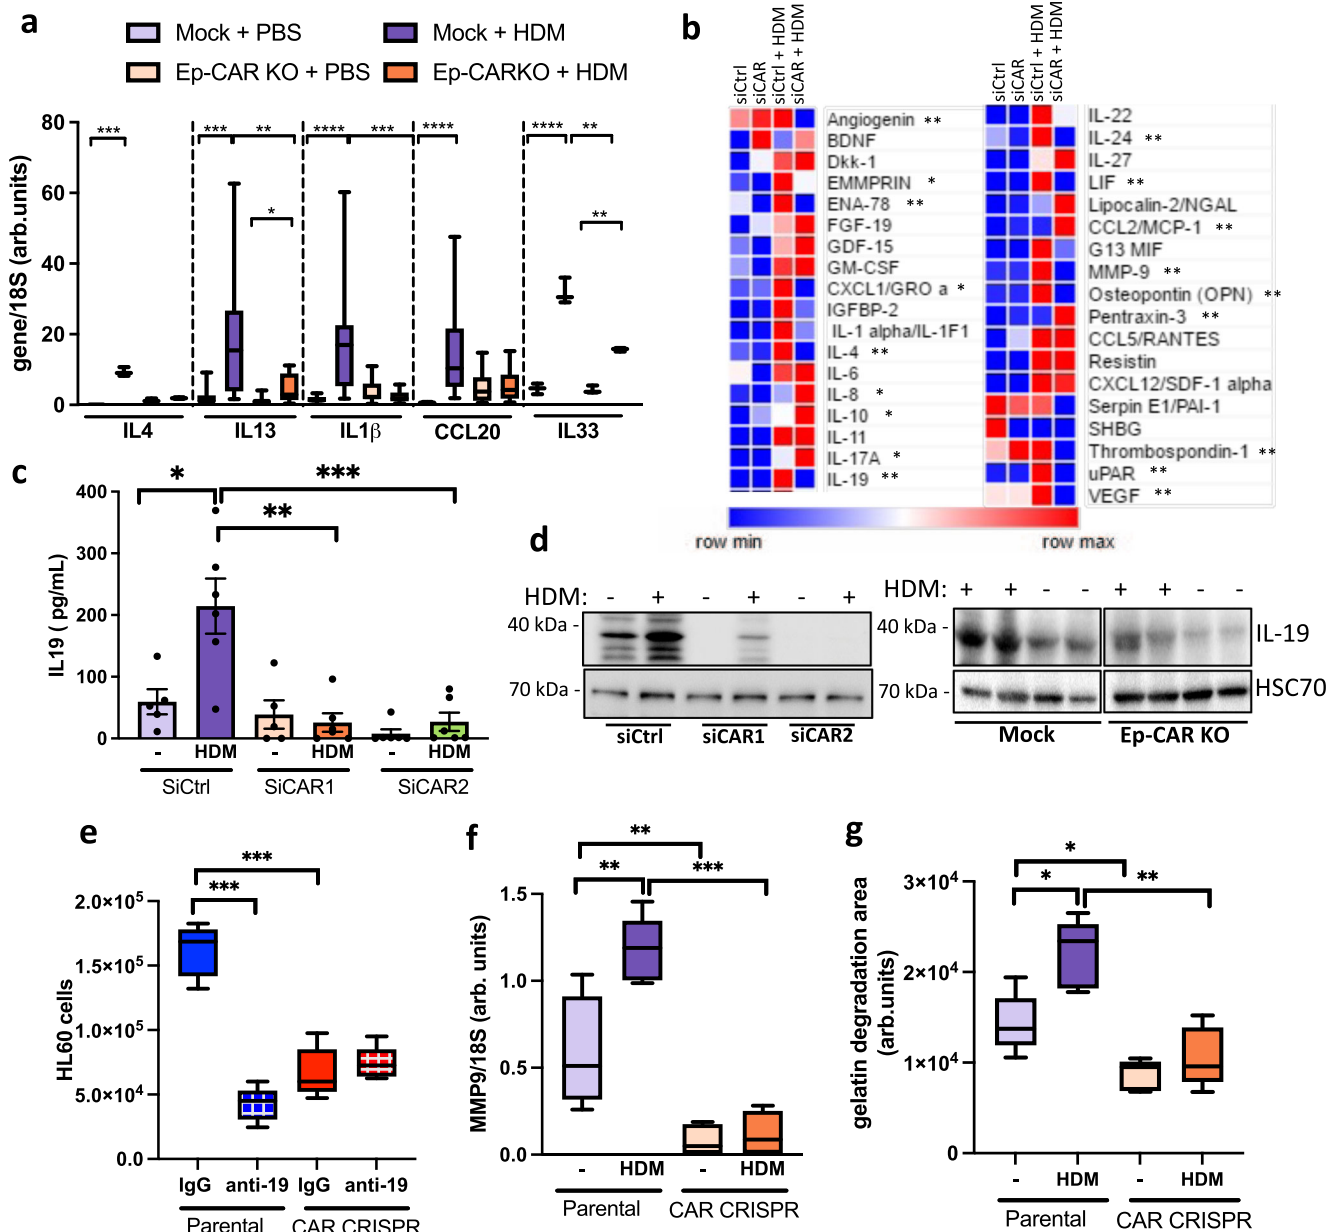 a
Mock + PBS
Mock + HDM
Ep-CAR KO + PBS
Ep-CARKO + HDM
gene/18S (arb.units)
80
60
40
20
0
***
***
**
*
****
***
****
****
**
**
IL4
IL13
IL1β
CCL20
IL33
b
siCtrl
siCAR
siCtrl + HDM
siCAR + HDM
Angiogenin **
BDNF
Dkk-1
EMMPRIN *
ENA-78 **
FGF-19
GDF-15
GM-CSF
CXCL1/GRO a *
IGFBP-2
IL-1 alpha/IL-1F1
IL-4 **
IL-6
IL-8 *
IL-10 *
IL-11
IL-17A *
IL-19 **
siCtrl
siCAR
siCtrl + HDM
siCAR + HDM
IL-22
IL-24 **
IL-27
LIF **
Lipocalin-2/NGAL
CCL2/MCP-1 **
G13 MIF
MMP-9 **
Osteopontin (OPN) **
Pentraxin-3 **
CCL5/RANTES
Resistin
CXCL12/SDF-1 alpha
Serpin E1/PAI-1
SHBG
Thrombospondin-1 **
uPAR **
VEGF **
row min
row max
c
IL19 ( pg/mL)
400
300
200
100
0
*
***
**
- HDM - HDM - HDM
SiCtrl
SiCAR1
SiCAR2
d
HDM: - + - + - +
40 kDa -
70 kDa -
siCtrl
siCAR1
siCAR2
HDM: + + - - + + - -
40 kDa -
IL-19
70 kDa -
HSC70
Mock
Ep-CAR KO
e
HL60 cells
2.0×10⁵
1.5×10⁵
1.0×10⁵
5.0×10⁴
0.0
***
***
IgG anti-19 IgG anti-19
Parental
CAR CRISPR
f
MMP9/18S (arb. units)
1.5
1.0
0.5
0.0
**
**
***
- HDM - HDM
Parental
CAR CRISPR
g
gelatin degradation area
(arb.units)
3×10⁴
2×10⁴
1×10⁴
0
*
*
**
- HDM - HDM
Parental
CAR CRISPR